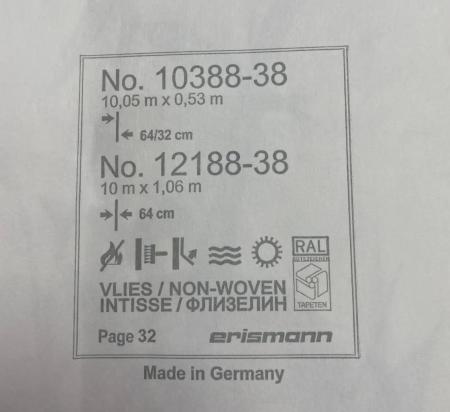 No. 10388-38
10,05 m x 0,53 m
64/32 cm
No. 12188-38
10 m x 1,06 m
64 cm
RAL
GÜTEZEICHEN
TAPETEN
VLIES / NON-WOVEN
INTISSE / ФЛИЗЕЛИН
Page 32 erismann
Made in Germany